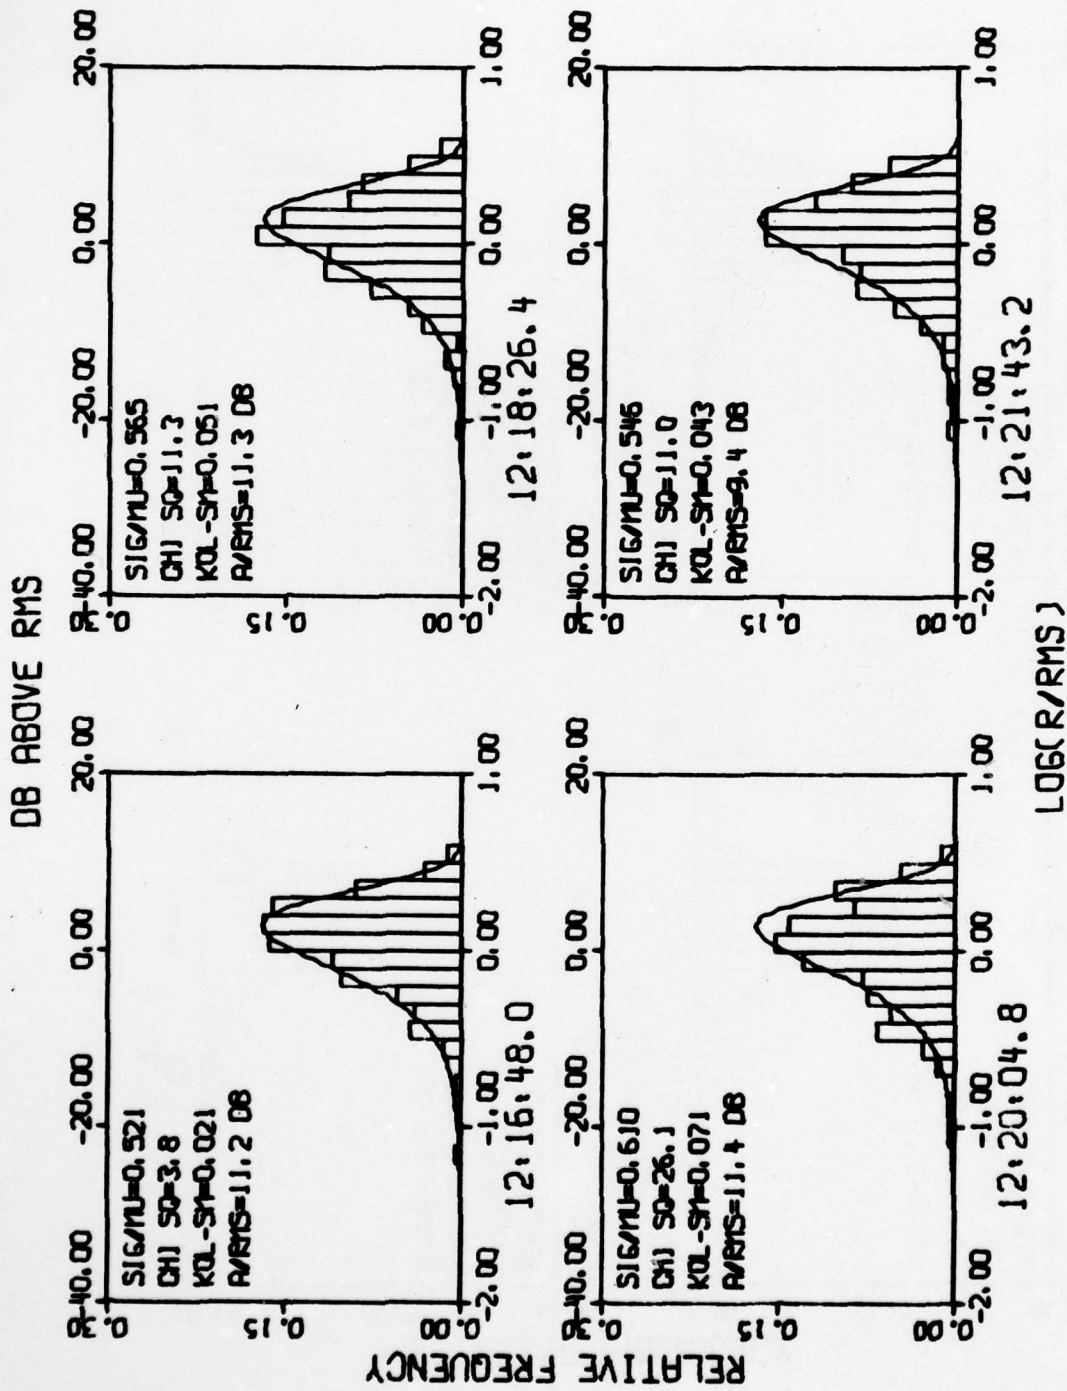 DB ABOVE RMS
-40.00 -20.00 0.00 20.00
0.30
0.15
0.00
SIG/MU=0.521
CHI SQ=3.8
KOL-SM=0.021
A/RMS=11.2 DB
-2.00 -1.00 0.00 1.00
12:16:48.0
-40.00 -20.00 0.00 20.00
0.30
0.15
0.00
SIG/MU=0.565
CHI SQ=11.3
KOL-SM=0.051
A/RMS=11.3 DB
-2.00 -1.00 0.00 1.00
12:18:26.4
RELATIVE FREQUENCY
-40.00 -20.00 0.00 20.00
0.30
0.15
0.00
SIG/MU=0.610
CHI SQ=26.1
KOL-SM=0.071
A/RMS=11.4 DB
-2.00 -1.00 0.00 1.00
12:20:04.8
-40.00 -20.00 0.00 20.00
0.30
0.15
0.00
SIG/MU=0.546
CHI SQ=11.0
KOL-SM=0.043
A/RMS=9.4 DB
-2.00 -1.00 0.00 1.00
12:21:43.2
LOG(R/RMS)